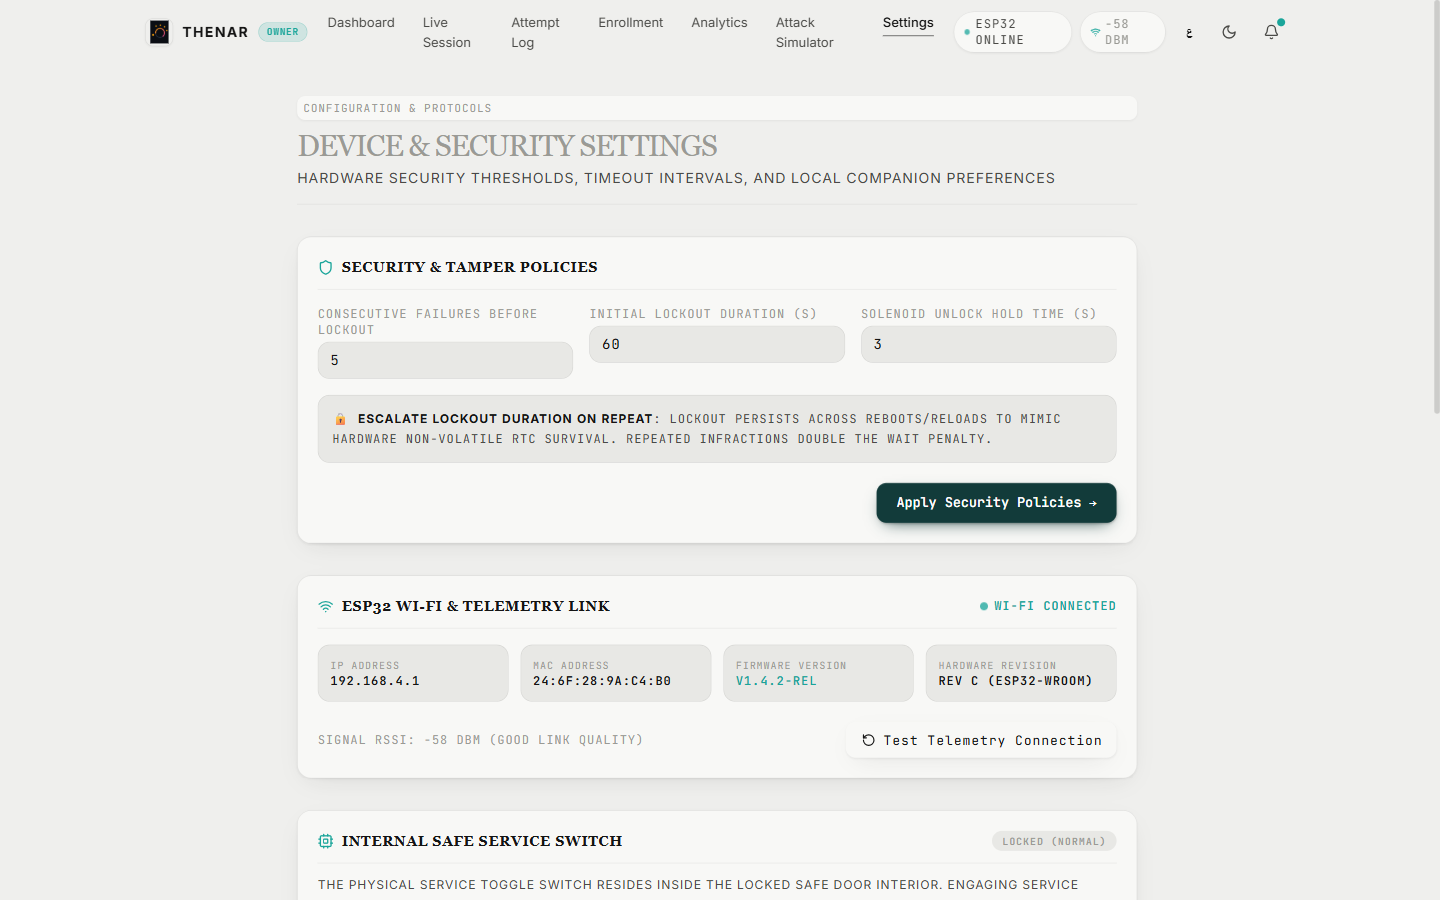 THENAR
OWNER
Dashboard
Live
Session
Attempt
Log
Enrollment
Analytics
Attack
Simulator
Settings
ESP32
ONLINE
-58
DBM
ع
CONFIGURATION & PROTOCOLS
DEVICE & SECURITY SETTINGS
HARDWARE SECURITY THRESHOLDS, TIMEOUT INTERVALS, AND LOCAL COMPANION PREFERENCES
SECURITY & TAMPER POLICIES
CONSECUTIVE FAILURES BEFORE
LOCKOUT
5
INITIAL LOCKOUT DURATION (S)
60
SOLENOID UNLOCK HOLD TIME (S)
3
🔒 ESCALATE LOCKOUT DURATION ON REPEAT: LOCKOUT PERSISTS ACROSS REBOOTS/RELOADS TO MIMIC
HARDWARE NON-VOLATILE RTC SURVIVAL. REPEATED INFRACTIONS DOUBLE THE WAIT PENALTY.
Apply Security Policies →
ESP32 WI-FI & TELEMETRY LINK
WI-FI CONNECTED
IP ADDRESS
192.168.4.1
MAC ADDRESS
24:6F:28:9A:C4:B0
FIRMWARE VERSION
V1.4.2-REL
HARDWARE REVISION
REV C (ESP32-WROOM)
SIGNAL RSSI: -58 DBM (GOOD LINK QUALITY)
Test Telemetry Connection
INTERNAL SAFE SERVICE SWITCH
LOCKED (NORMAL)
THE PHYSICAL SERVICE TOGGLE SWITCH RESIDES INSIDE THE LOCKED SAFE DOOR INTERIOR. ENGAGING SERVICE